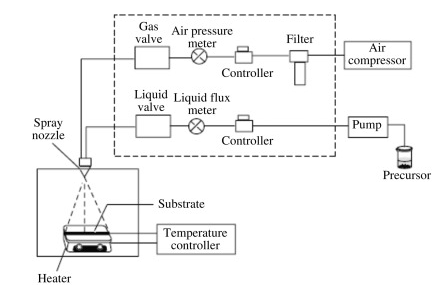 Gas
valve
Air pressure
meter
Controller
Filter
Air
compressor
Liquid
valve
Liquid flux
meter
Controller
Pump
Precursor
Spray
nozzle
Substrate
Temperature
controller
Heater